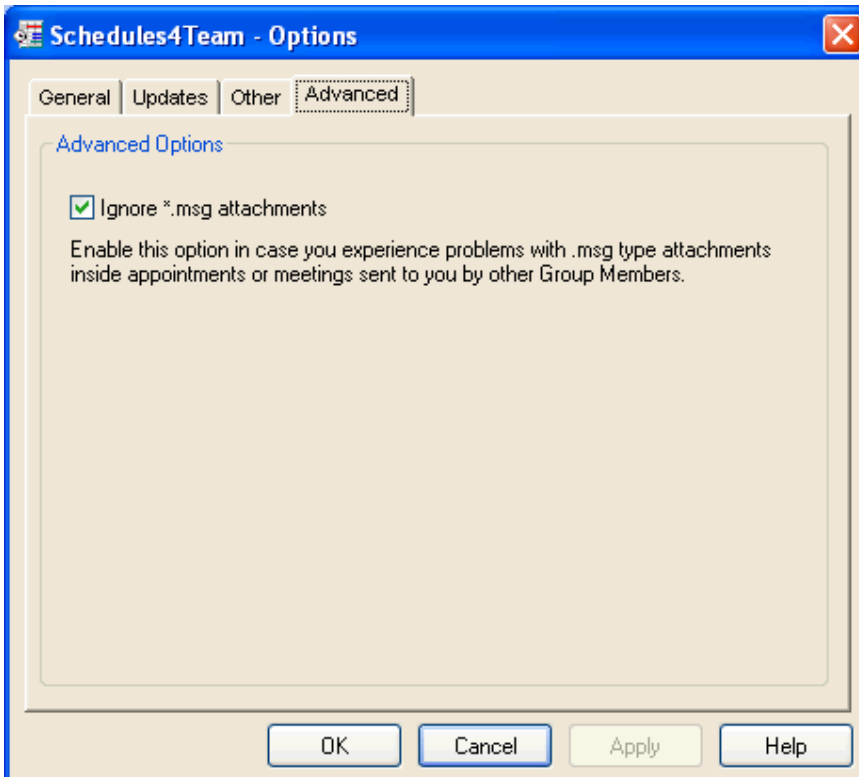 Schedules4Team - Options
General Updates Other Advanced
Advanced Options
Ignore *.msg attachments
Enable this option in case you experience problems with .msg type attachments
inside appointments or meetings sent to you by other Group Members.
OK Cancel Apply Help